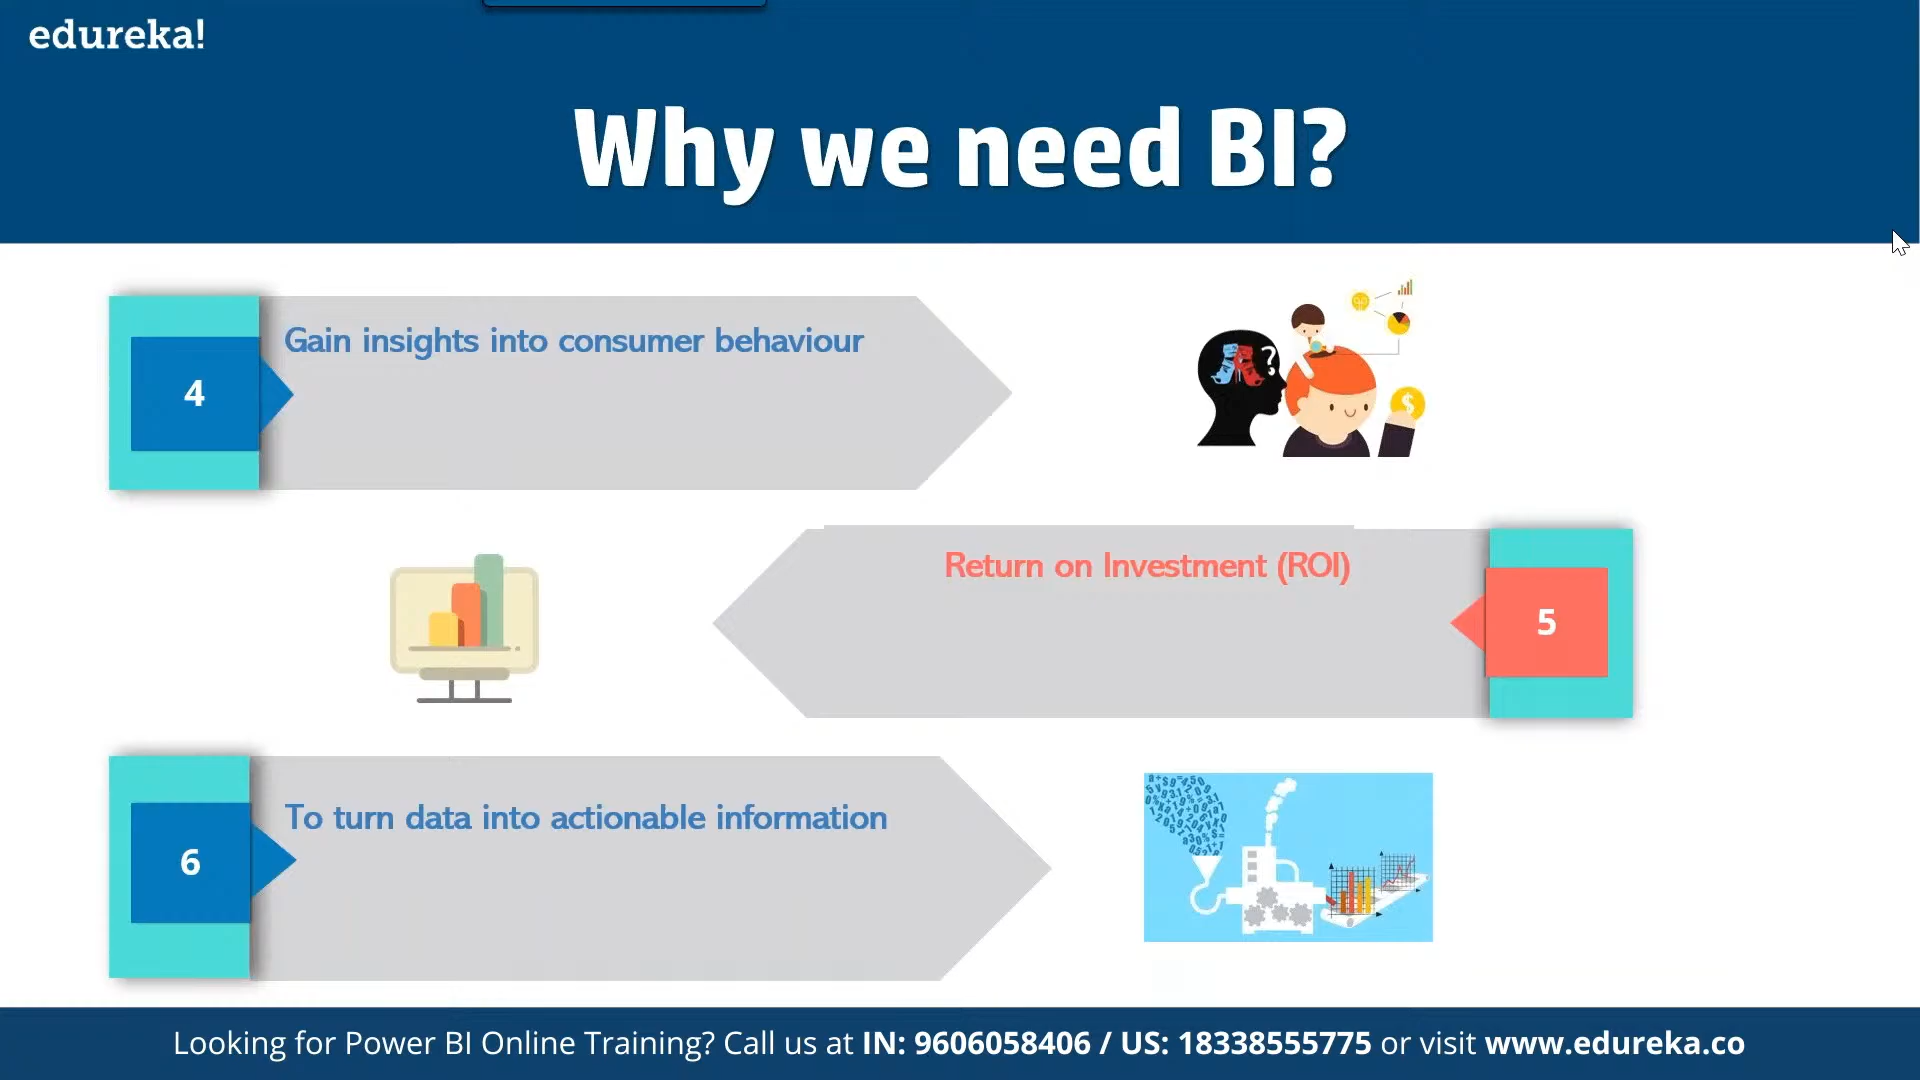 edureka!
Why we need BI?
4
Gain insights into consumer behaviour
?
$
Return on Investment (ROI)
5
6
To turn data into actionable information
Looking for Power BI Online Training? Call us at IN: 9606058406 / US: 18338555775 or visit www.edureka.co